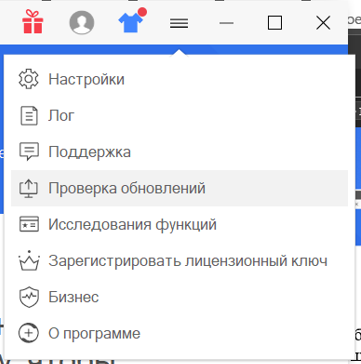 Настройки
Лог
Поддержка
Проверка обновлений
Исследования функций
Зарегистрировать лицензионный ключ
Бизнес
О программе